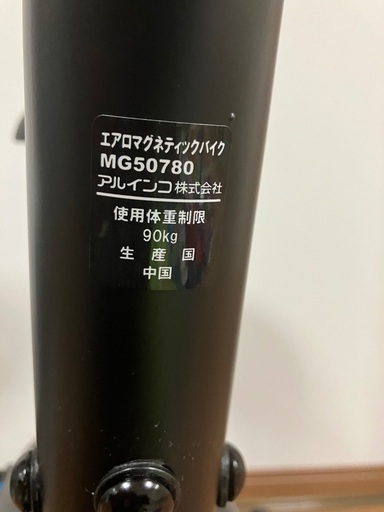 エアロマグネティックバイク
MG50780
アルインコ株式会社
使用体重制限
90kg
生産国
中国